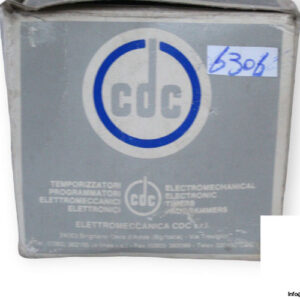 6306
cdc
TEMPORIZZATORI
PROGRAMMATORI
ELETTROMECCANICI
ELETTRONICI
cdc
ELECTROMECHANICAL
ELECTRONIC
TIMERS
PROGRAMMERS
ELETTROMECCANICA CDC s.r.l.